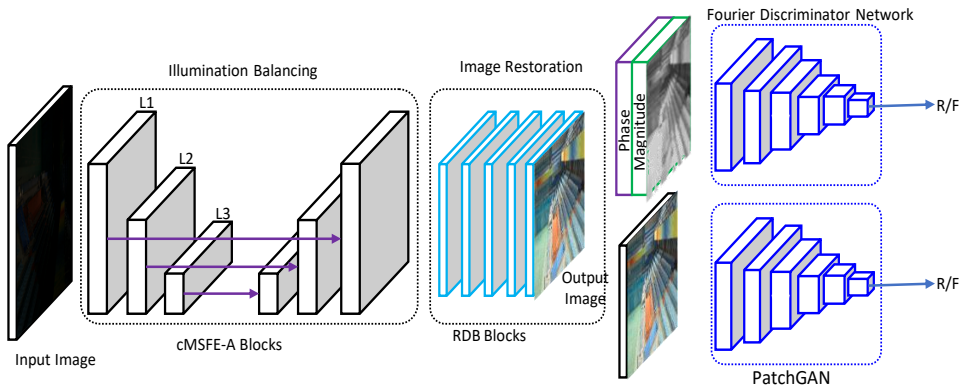 Fourier Discriminator Network
Illumination Balancing
Image Restoration
L1
L2
L3
Phase
Magnitude
R/F
Output
Image
Input Image
cMSFE-A Blocks
RDB Blocks
R/F
PatchGAN